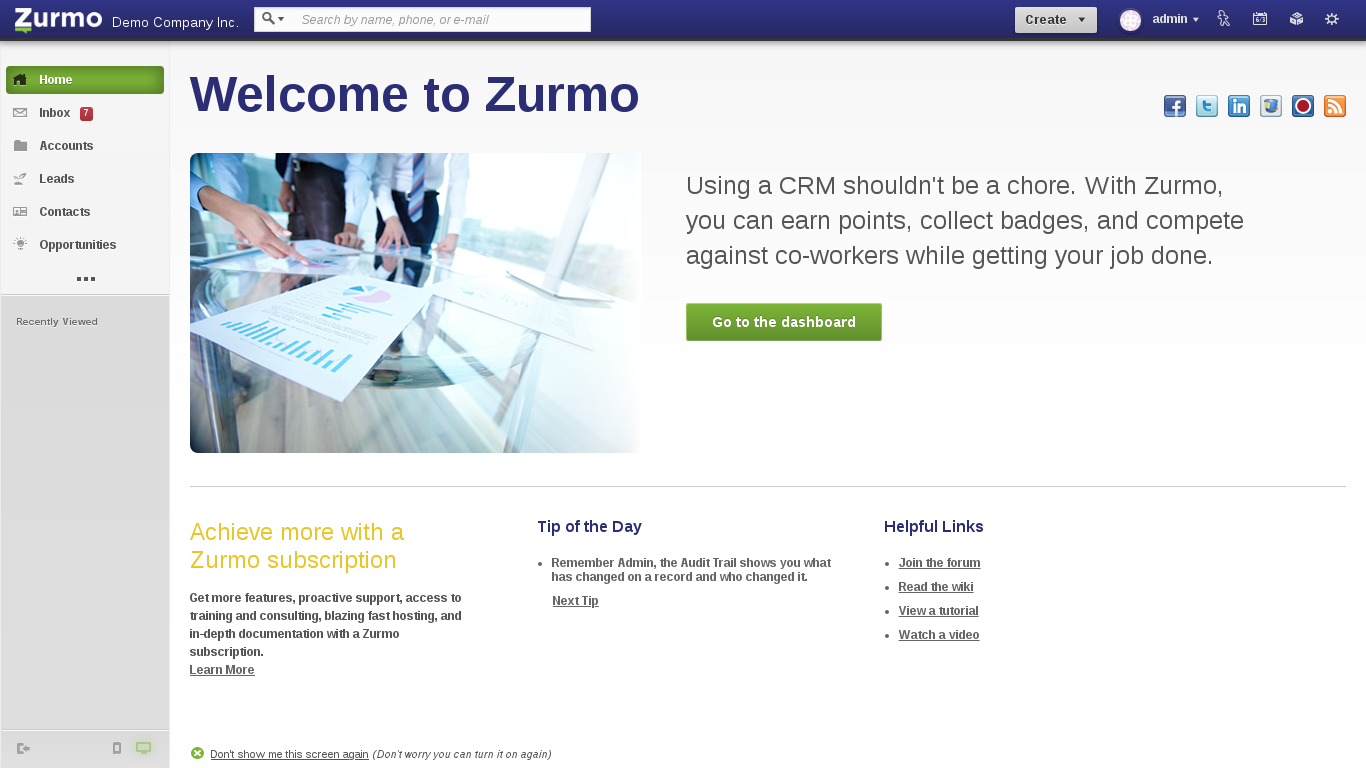 Zurmo Demo Company Inc.
Search by name, phone, or e-mail
Create
admin
Home
Inbox 7
Accounts
Leads
Contacts
Opportunities
Recently Viewed
Welcome to Zurmo
Using a CRM shouldn't be a chore. With Zurmo,
you can earn points, collect badges, and compete
against co-workers while getting your job done.
Go to the dashboard
Achieve more with a
Zurmo subscription
Get more features, proactive support, access to
training and consulting, blazing fast hosting, and
in-depth documentation with a Zurmo
subscription.
Learn More
Tip of the Day
Remember Admin, the Audit Trail shows you what
has changed on a record and who changed it.
Next Tip
Helpful Links
Join the forum
Read the wiki
View a tutorial
Watch a video
Don't show me this screen again (Don't worry you can turn it on again)